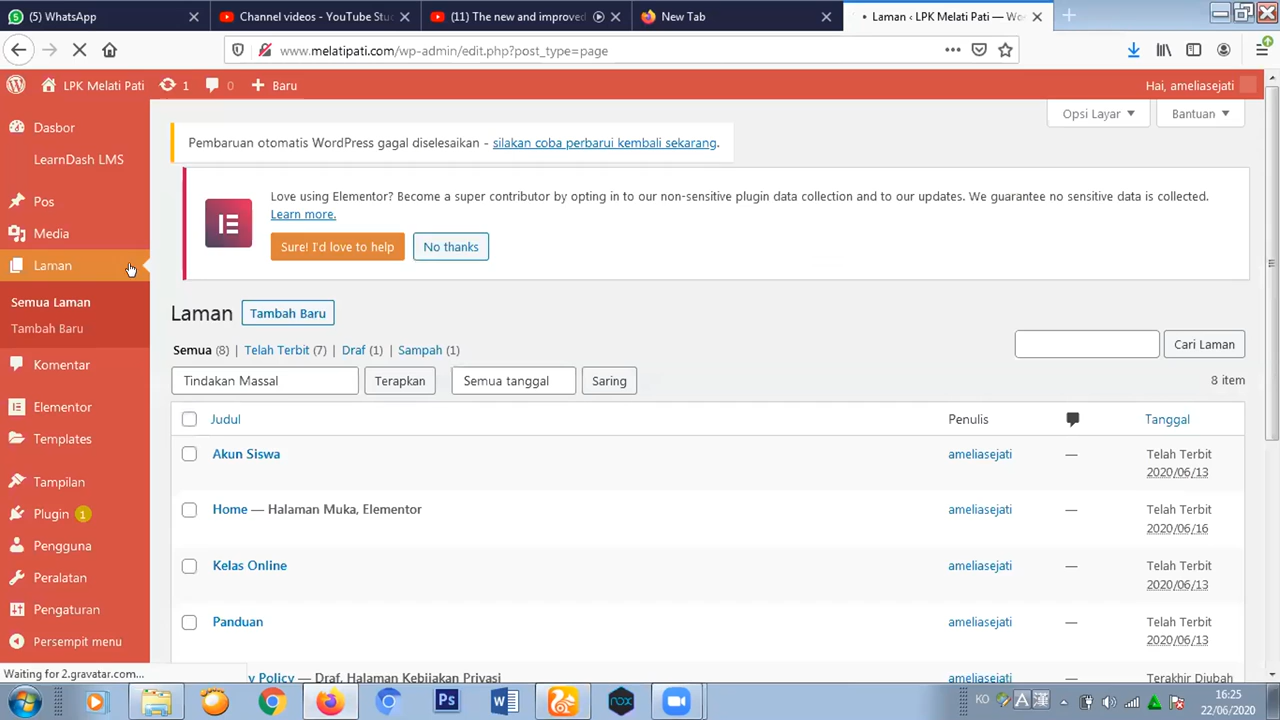 (5) WhatsApp
Channel videos - YouTube Stu
(11) The new and improved
New Tab
Laman ‹ LPK Melati Pati — Wo
www.melatipati.com/wp-admin/edit.php?post_type=page
LPK Melati Pati
1
0
Baru
Hai, ameliasejati
Opsi Layar
Bantuan
Dasbor
LearnDash LMS
Pos
Media
Laman
Semua Laman
Tambah Baru
Komentar
Elementor
Templates
Tampilan
Plugin 1
Pengguna
Peralatan
Pengaturan
Persempit menu
Pembaruan otomatis WordPress gagal diselesaikan - silakan coba perbarui kembali sekarang.
Love using Elementor? Become a super contributor by opting in to our non-sensitive plugin data collection and to our updates. We guarantee no sensitive data is collected.
Learn more.
Sure! I'd love to help
No thanks
Laman
Tambah Baru
Semua (8) | Telah Terbit (7) | Draf (1) | Sampah (1)
Cari Laman
Tindakan Massal
Terapkan
Semua tanggal
Saring
8 item
Judul
Penulis
Tanggal
Akun Siswa
ameliasejati
—
Telah Terbit
2020/06/13
Home — Halaman Muka, Elementor
ameliasejati
—
Telah Terbit
2020/06/16
Kelas Online
ameliasejati
—
Telah Terbit
2020/06/13
Panduan
ameliasejati
—
Telah Terbit
2020/06/13
y Policy — Draf, Halaman Kebijakan Privasi
Terakhir Diubah
Waiting for 2.gravatar.com...
Ps
W
nox
KO
A
漢
16:25
22/06/2020